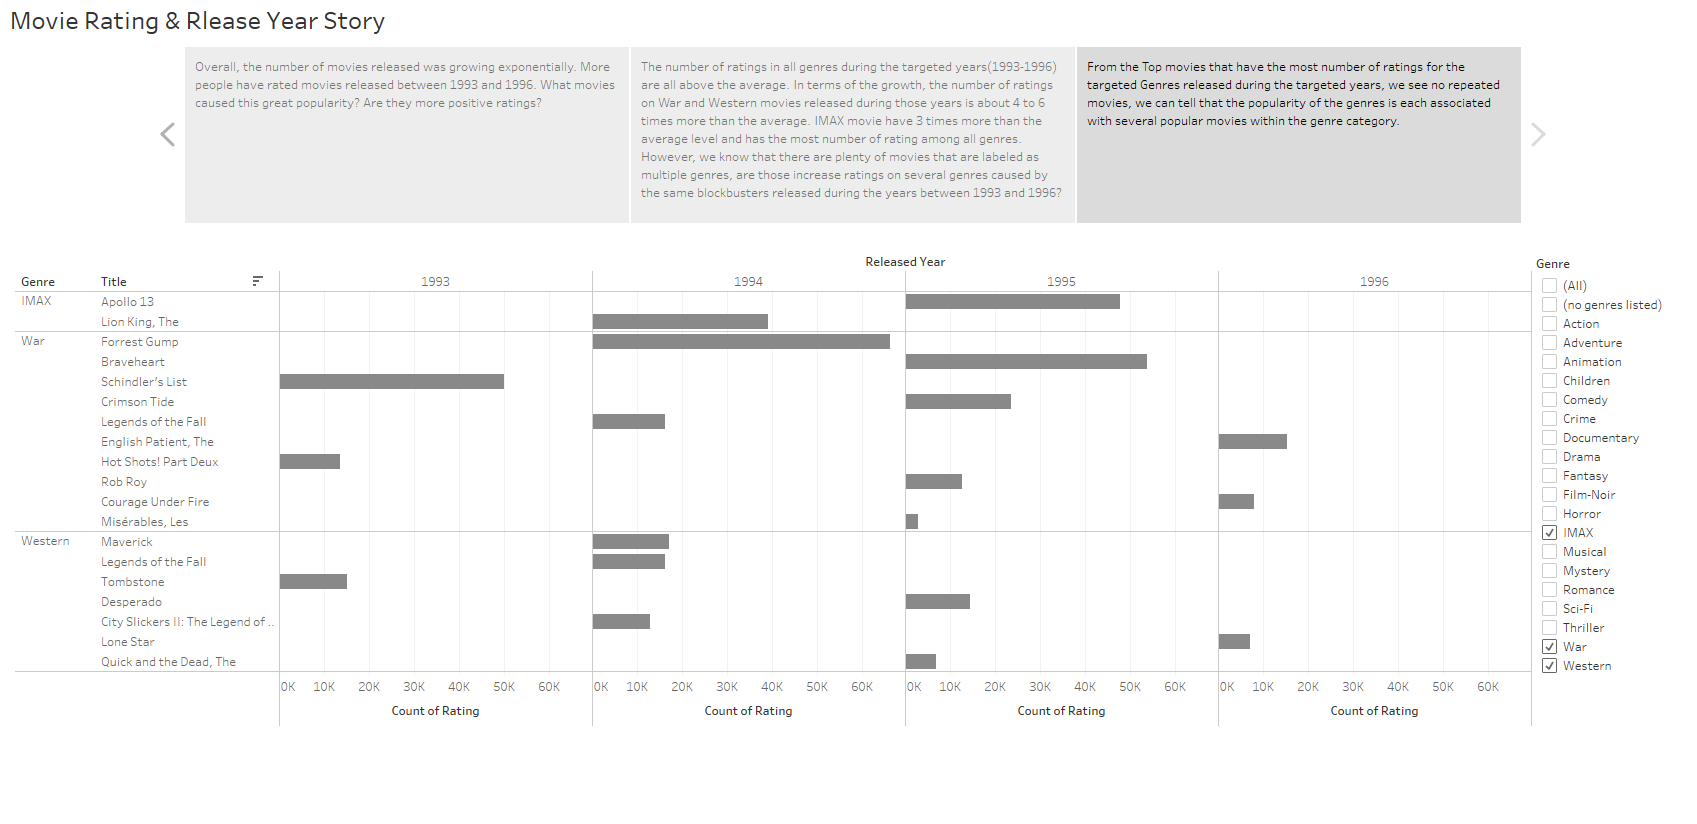 Movie Rating & Rlease Year Story
Overall, the number of movies released was growing exponentially. More
people have rated movies released between 1993 and 1996. What movies
caused this great popularity? Are they more positive ratings?
The number of ratings in all genres during the targeted years(1993-1996)
are all above the average. In terms of the growth, the number of ratings
on War and Western movies released during those years is about 4 to 6
times more than the average. IMAX movie have 3 times more than the
average level and has the most number of rating among all genres.
However, we know that there are plenty of movies that are labeled as
multiple genres, are those increase ratings on several genres caused by
the same blockbusters released during the years between 1993 and 1996?
From the Top movies that have the most number of ratings for the
targeted Genres released during the targeted years, we see no repeated
movies, we can tell that the popularity of the genres is each associated
with several popular movies within the genre category.
Released Year
Genre Title 1993 1994 1995 1996
IMAX Apollo 13
Lion King, The
War Forrest Gump
Braveheart
Schindler's List
Crimson Tide
Legends of the Fall
English Patient, The
Hot Shots! Part Deux
Rob Roy
Courage Under Fire
Misérables, Les
Western Maverick
Legends of the Fall
Tombstone
Desperado
City Slickers II: The Legend of ..
Lone Star
Quick and the Dead, The
0K 10K 20K 30K 40K 50K 60K 0K 10K 20K 30K 40K 50K 60K 0K 10K 20K 30K 40K 50K 60K 0K 10K 20K 30K 40K 50K 60K
Count of Rating Count of Rating Count of Rating Count of Rating
Genre
(All)
(no genres listed)
Action
Adventure
Animation
Children
Comedy
Crime
Documentary
Drama
Fantasy
Film-Noir
Horror
IMAX
Musical
Mystery
Romance
Sci-Fi
Thriller
War
Western